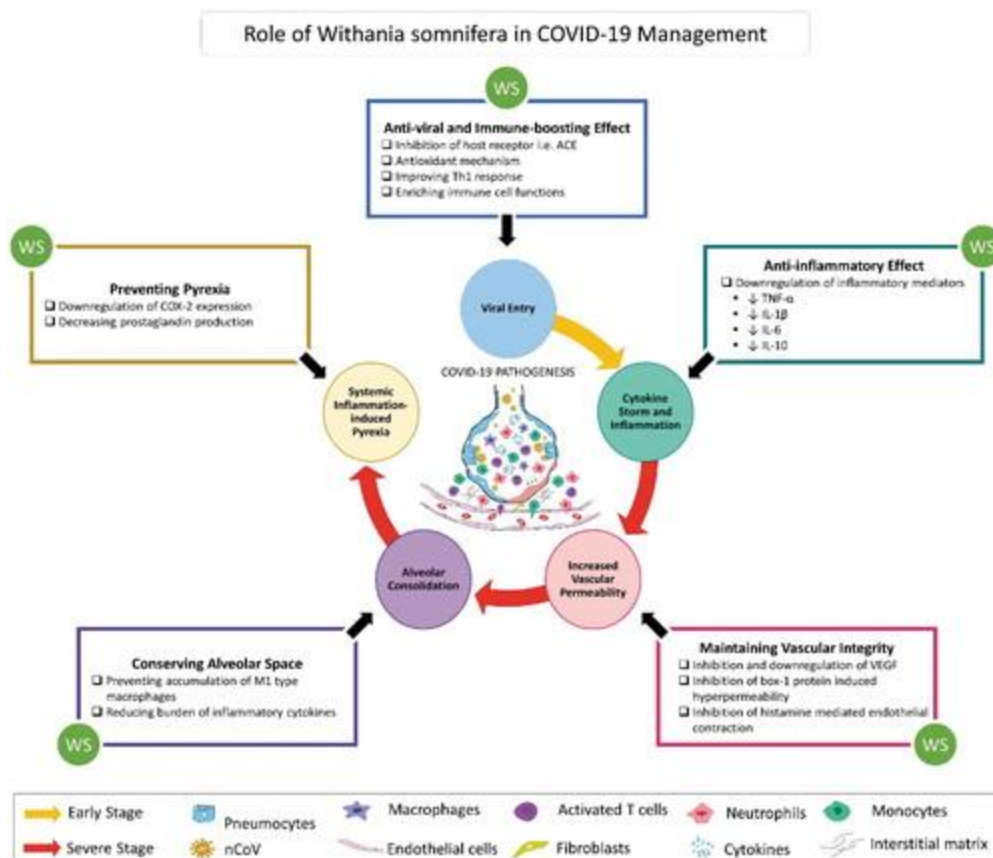 Role of Withania somnifera in COVID-19 Management
WS
Anti-viral and Immune-boosting Effect
❑ Inhibition of host receptor i.e. ACE
❑ Antioxidant mechanism
❑ Improving Th1 response
❑ Enriching immune cell functions
WS
Preventing Pyrexia
❑ Downregulation of COX-2 expression
❑ Decreasing prostaglandin production
WS
Anti-inflammatory Effect
❑ Downregulation of inflammatory mediators
• ↓ TNF-α
• ↓ IL-1β
• ↓ IL-6
• ↓ IL-10
Viral Entry
COVID-19 PATHOGENESIS
Systemic
Inflammation-
induced
Pyrexia
Cytokine
Storm and
Inflammation
Alveolar
Consolidation
Increased
Vascular
Permeability
Conserving Alveolar Space
❑ Preventing accumulation of M1 type
macrophages
❑ Reducing burden of inflammatory cytokines
WS
Maintaining Vascular Integrity
❑ Inhibition and downregulation of VEGF
❑ Inhibition of box-1 protein induced
hyperpermeability
❑ Inhibition of histamine mediated endothelial
contraction
WS
Early Stage
Pneumocytes
Macrophages
Activated T cells
Neutrophils
Monocytes
Severe Stage
nCoV
Endothelial cells
Fibroblasts
Cytokines
Interstitial matrix